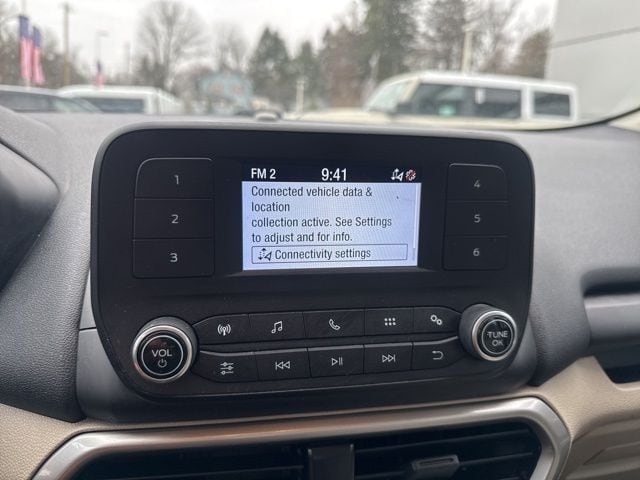 FM 2 9:41
Connected vehicle data &
location
collection active. See Settings
to adjust and for info.
Connectivity settings
1
2
3
4
5
6
VOL
TUNE
OK